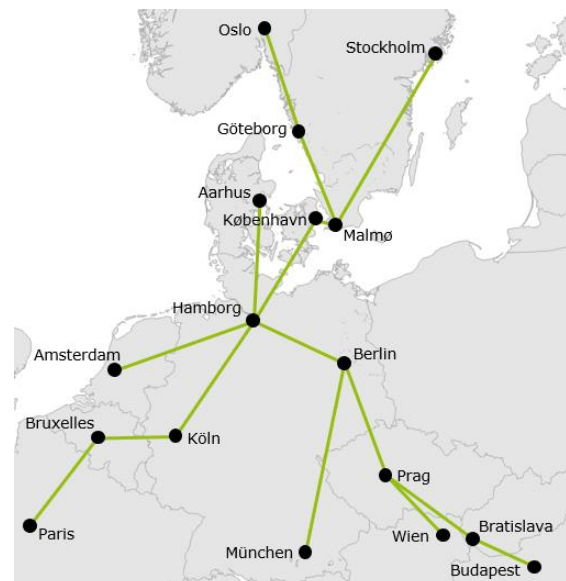 Oslo
Stockholm
Göteborg
Aarhus
København
Malmø
Hamborg
Amsterdam
Berlin
Bruxelles
Köln
Prag
Paris
München
Wien
Bratislava
Budapest